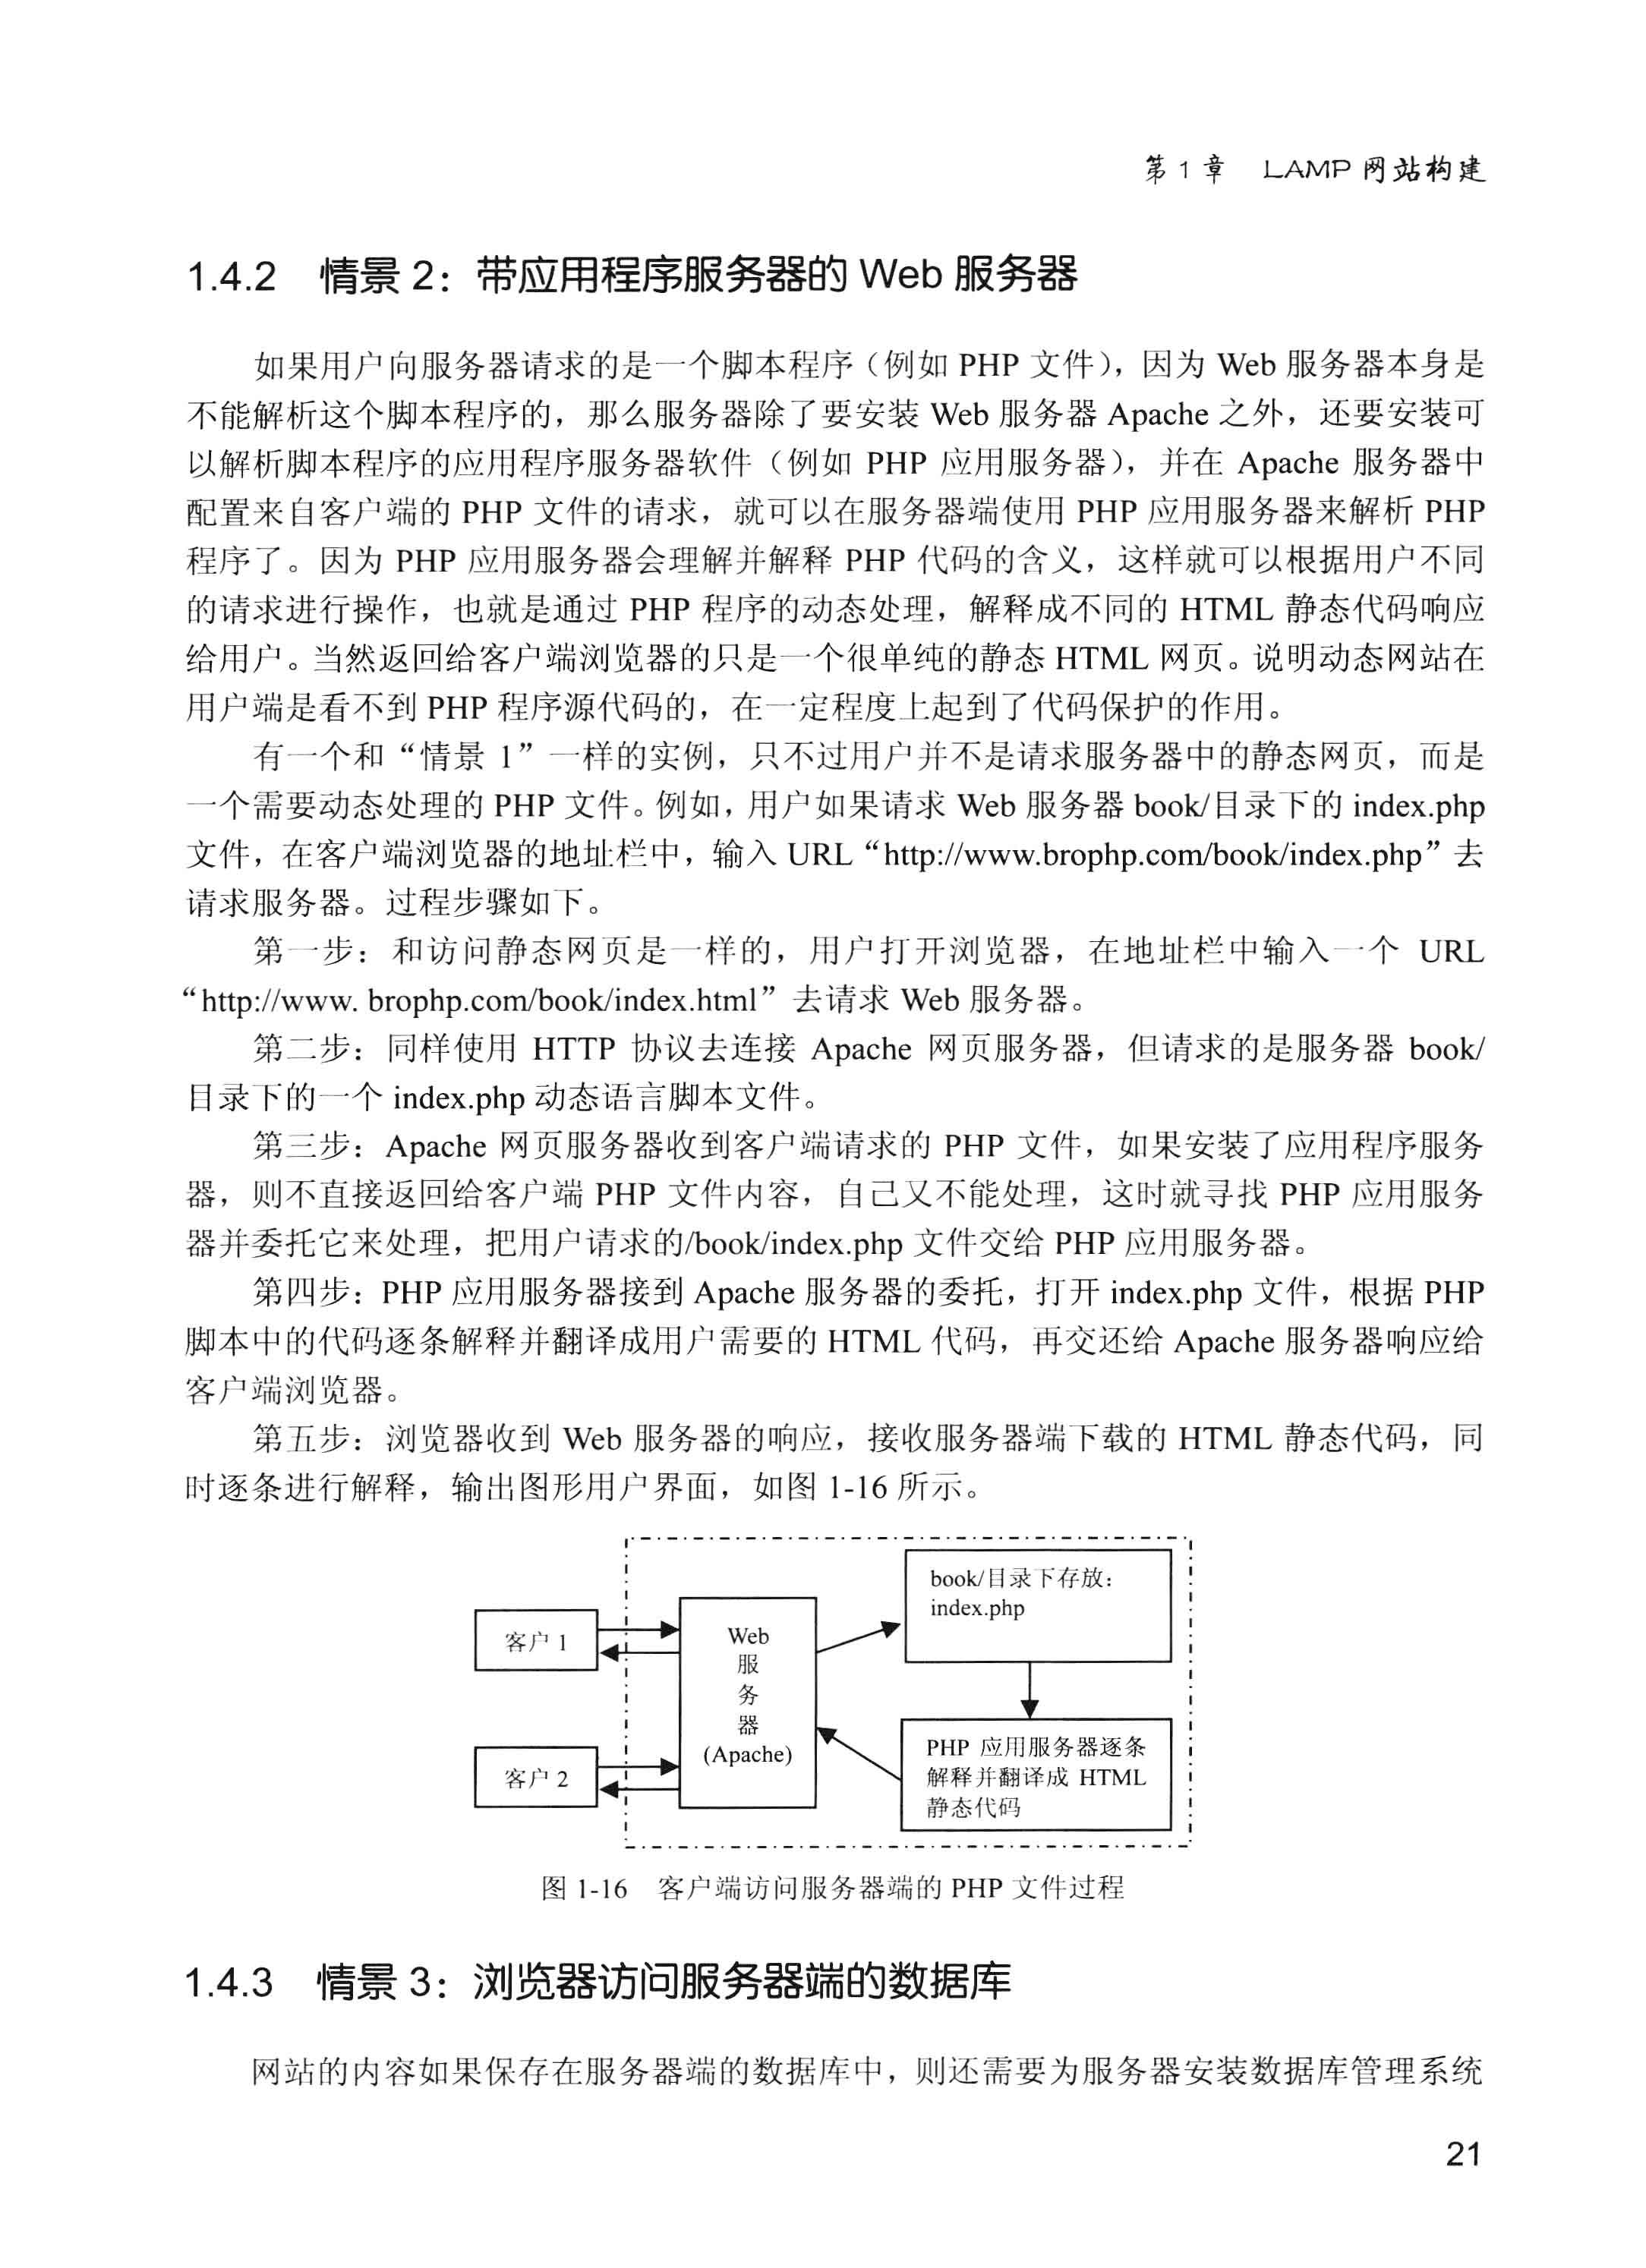 第 1 章 LAMP 网站构建
1.4.2 情景 2：带应用程序服务器的 Web 服务器
如果用户向服务器请求的是一个脚本程序（例如 PHP 文件），因为 Web 服务器本身是
不能解析这个脚本程序的，那么服务器除了要安装 Web 服务器 Apache 之外，还要安装可
以解析脚本程序的应用程序服务器软件（例如 PHP 应用服务器），并在 Apache 服务器中
配置来自客户端的 PHP 文件的请求，就可以在服务器端使用 PHP 应用服务器来解析 PHP
程序了。因为 PHP 应用服务器会理解并解释 PHP 代码的含义，这样就可以根据用户不同
的请求进行操作，也就是通过 PHP 程序的动态处理，解释成不同的 HTML 静态代码响应
给用户。当然返回给客户端浏览器的只是一个很单纯的静态 HTML 网页。说明动态网站在
用户端是看不到 PHP 程序源代码的，在一定程度上起到了代码保护的作用。
有一个和“情景 1”一样的实例，只不过用户并不是请求服务器中的静态网页，而是
一个需要动态处理的 PHP 文件。例如，用户如果请求 Web 服务器 book/目录下的 index.php
文件，在客户端浏览器的地址栏中，输入 URL“http://www.brophp.com/book/index.php”去
请求服务器。过程步骤如下。
第一步：和访问静态网页是一样的，用户打开浏览器，在地址栏中输入一个 URL
“http://www. brophp.com/book/index.html”去请求 Web 服务器。
第二步：同样使用 HTTP 协议去连接 Apache 网页服务器，但请求的是服务器 book/
目录下的一个 index.php 动态语言脚本文件。
第三步：Apache 网页服务器收到客户端请求的 PHP 文件，如果安装了应用程序服务
器，则不直接返回给客户端 PHP 文件内容，自己又不能处理，这时就寻找 PHP 应用服务
器并委托它来处理，把用户请求的/book/index.php 文件交给 PHP 应用服务器。
第四步：PHP 应用服务器接到 Apache 服务器的委托，打开 index.php 文件，根据 PHP
脚本中的代码逐条解释并翻译成用户需要的 HTML 代码，再交还给 Apache 服务器响应给
客户端浏览器。
第五步：浏览器收到 Web 服务器的响应，接收服务器端下载的 HTML 静态代码，同
时逐条进行解释，输出图形用户界面，如图 1-16 所示。
客户 1
客户 2
Web
服
务
器
(Apache)
book/目录下存放：
index.php
PHP 应用服务器逐条
解释并翻译成 HTML
静态代码
图 1-16 客户端访问服务器端的 PHP 文件过程
1.4.3 情景 3：浏览器访问服务器端的数据库
网站的内容如果保存在服务器端的数据库中，则还需要为服务器安装数据库管理系统
21